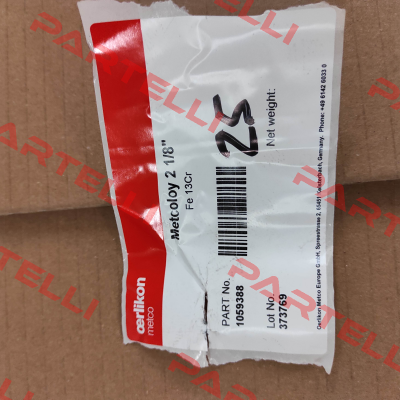 oerlikon
metco
Metcoloy 2 1/8"
Fe 13Cr
PART No.
1059388
25
Net weight:
Lot No.
373769
Oerlikon Metco Europe GmbH, Spreestrasse 2, 65451 Kelsterbach, Germany, Phone: +49 6142 6033 0
PARTELLI
PARTELLI
PARTELLI
PARTELLI